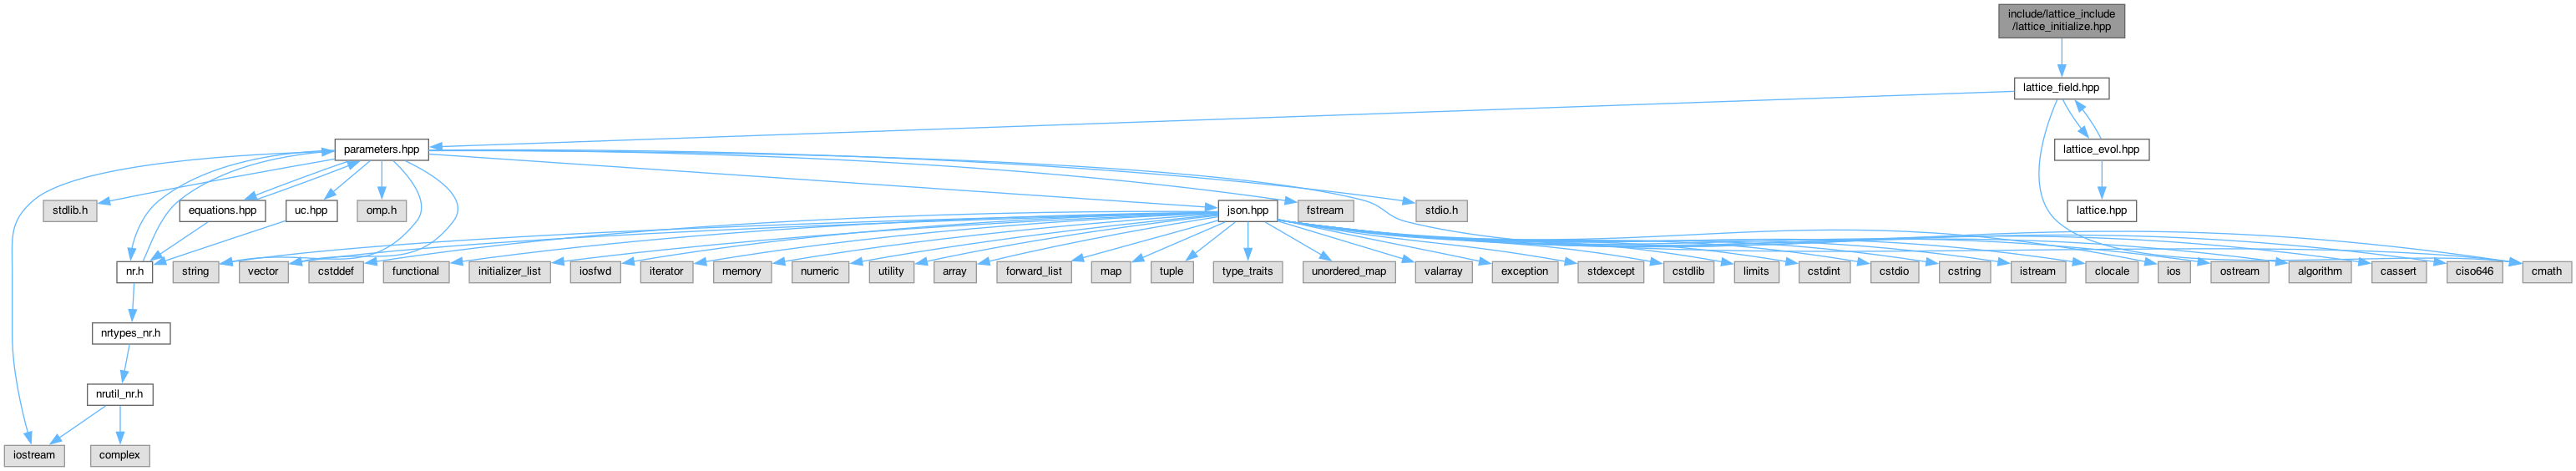 include/lattice_include
/lattice_initialize.hpp
lattice_field.hpp
parameters.hpp
lattice_evol.hpp
stdlib.h
equations.hpp
uc.hpp
omp.h
json.hpp
fstream
stdio.h
lattice.hpp
nr.h
string
vector
cstddef
functional
initializer_list
iosfwd
iterator
memory
numeric
utility
array
forward_list
map
tuple
type_traits
unordered_map
valarray
exception
stdexcept
cstdlib
limits
cstdint
cstdio
cstring
istream
clocale
ios
ostream
algorithm
cassert
ciso646
cmath
nrtypes_nr.h
nrutil_nr.h
iostream
complex